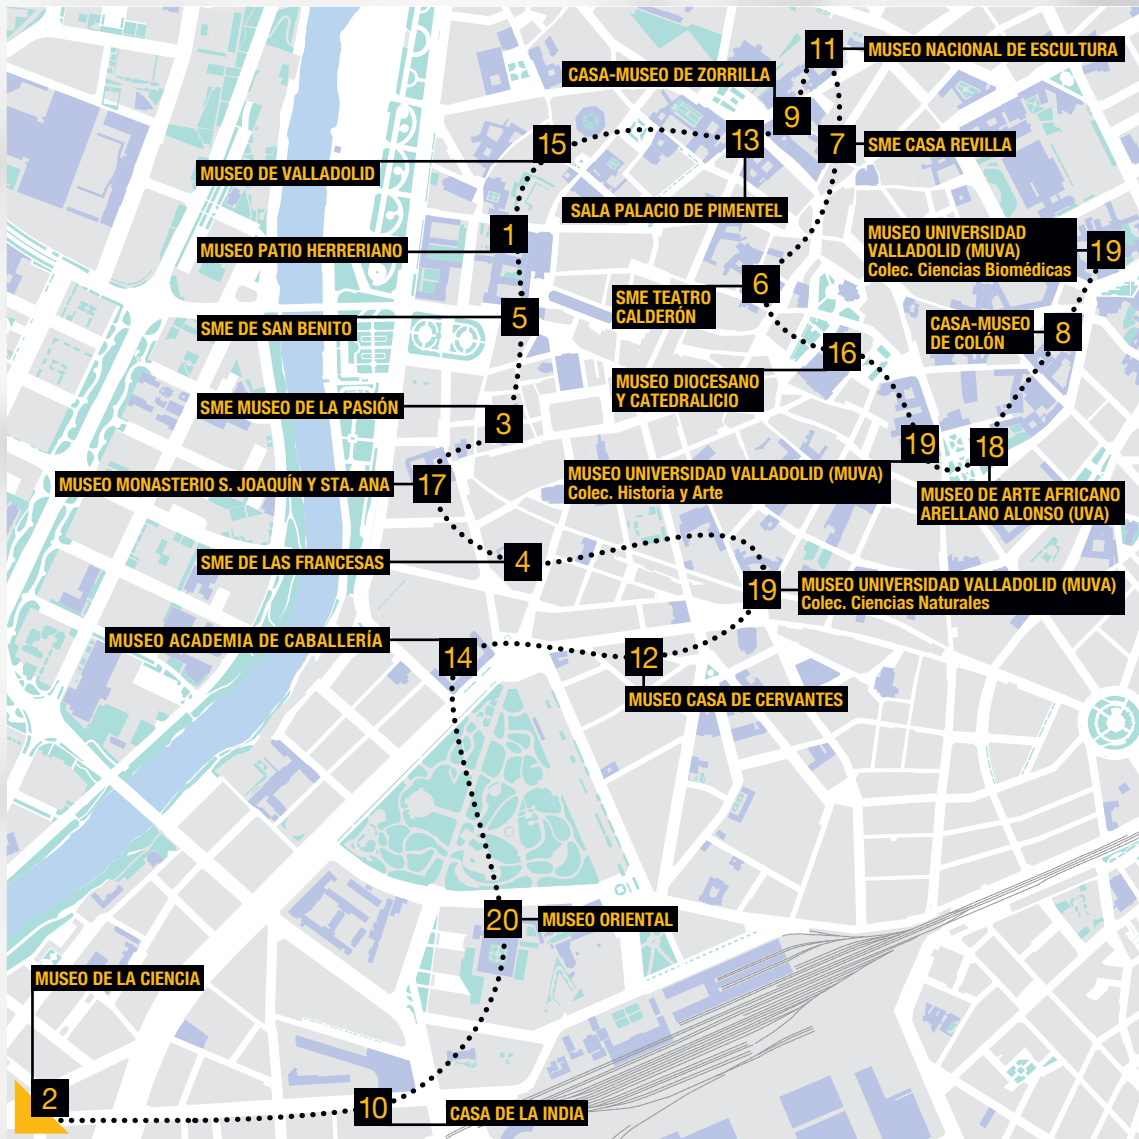 11
MUSEO NACIONAL DE ESCULTURA
CASA-MUSEO DE ZORRILLA
9
15
13
7
SME CASA REVILLA
MUSEO DE VALLADOLID
SALA PALACIO DE PIMENTEL
1
MUSEO PATIO HERRERIANO
MUSEO UNIVERSIDAD
VALLADOLID (MUVA)
Colec. Ciencias Biomédicas
19
6
SME TEATRO
CALDERÓN
5
SME DE SAN BENITO
CASA-MUSEO
DE COLÓN
8
16
MUSEO DIOCESANO
Y CATEDRALICIO
SME MUSEO DE LA PASIÓN
3
19
18
MUSEO UNIVERSIDAD VALLADOLID (MUVA)
Colec. Historia y Arte
MUSEO MONASTERIO S. JOAQUÍN Y STA. ANA
17
MUSEO DE ARTE AFRICANO
ARELLANO ALONSO (UVA)
SME DE LAS FRANCESAS
4
19
MUSEO UNIVERSIDAD VALLADOLID (MUVA)
Colec. Ciencias Naturales
MUSEO ACADEMIA DE CABALLERÍA
14
12
MUSEO CASA DE CERVANTES
20
MUSEO ORIENTAL
MUSEO DE LA CIENCIA
2
10
CASA DE LA INDIA